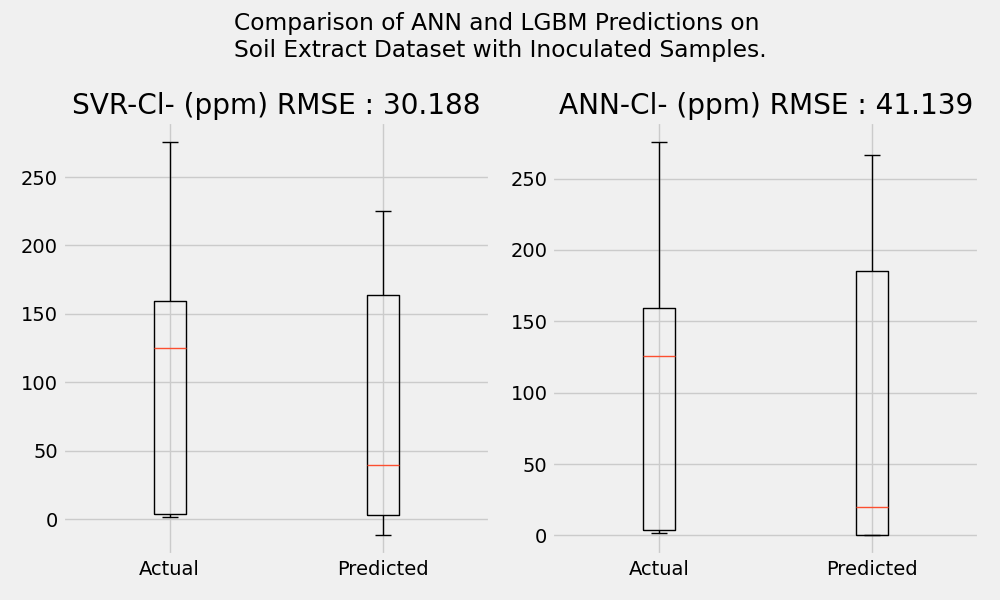 Comparison of ANN and LGBM Predictions on
Soil Extract Dataset with Inoculated Samples.
SVR-Cl- (ppm) RMSE : 30.188
250
200
150
100
50
0
Actual Predicted
ANN-Cl- (ppm) RMSE : 41.139
250
200
150
100
50
0
Actual Predicted